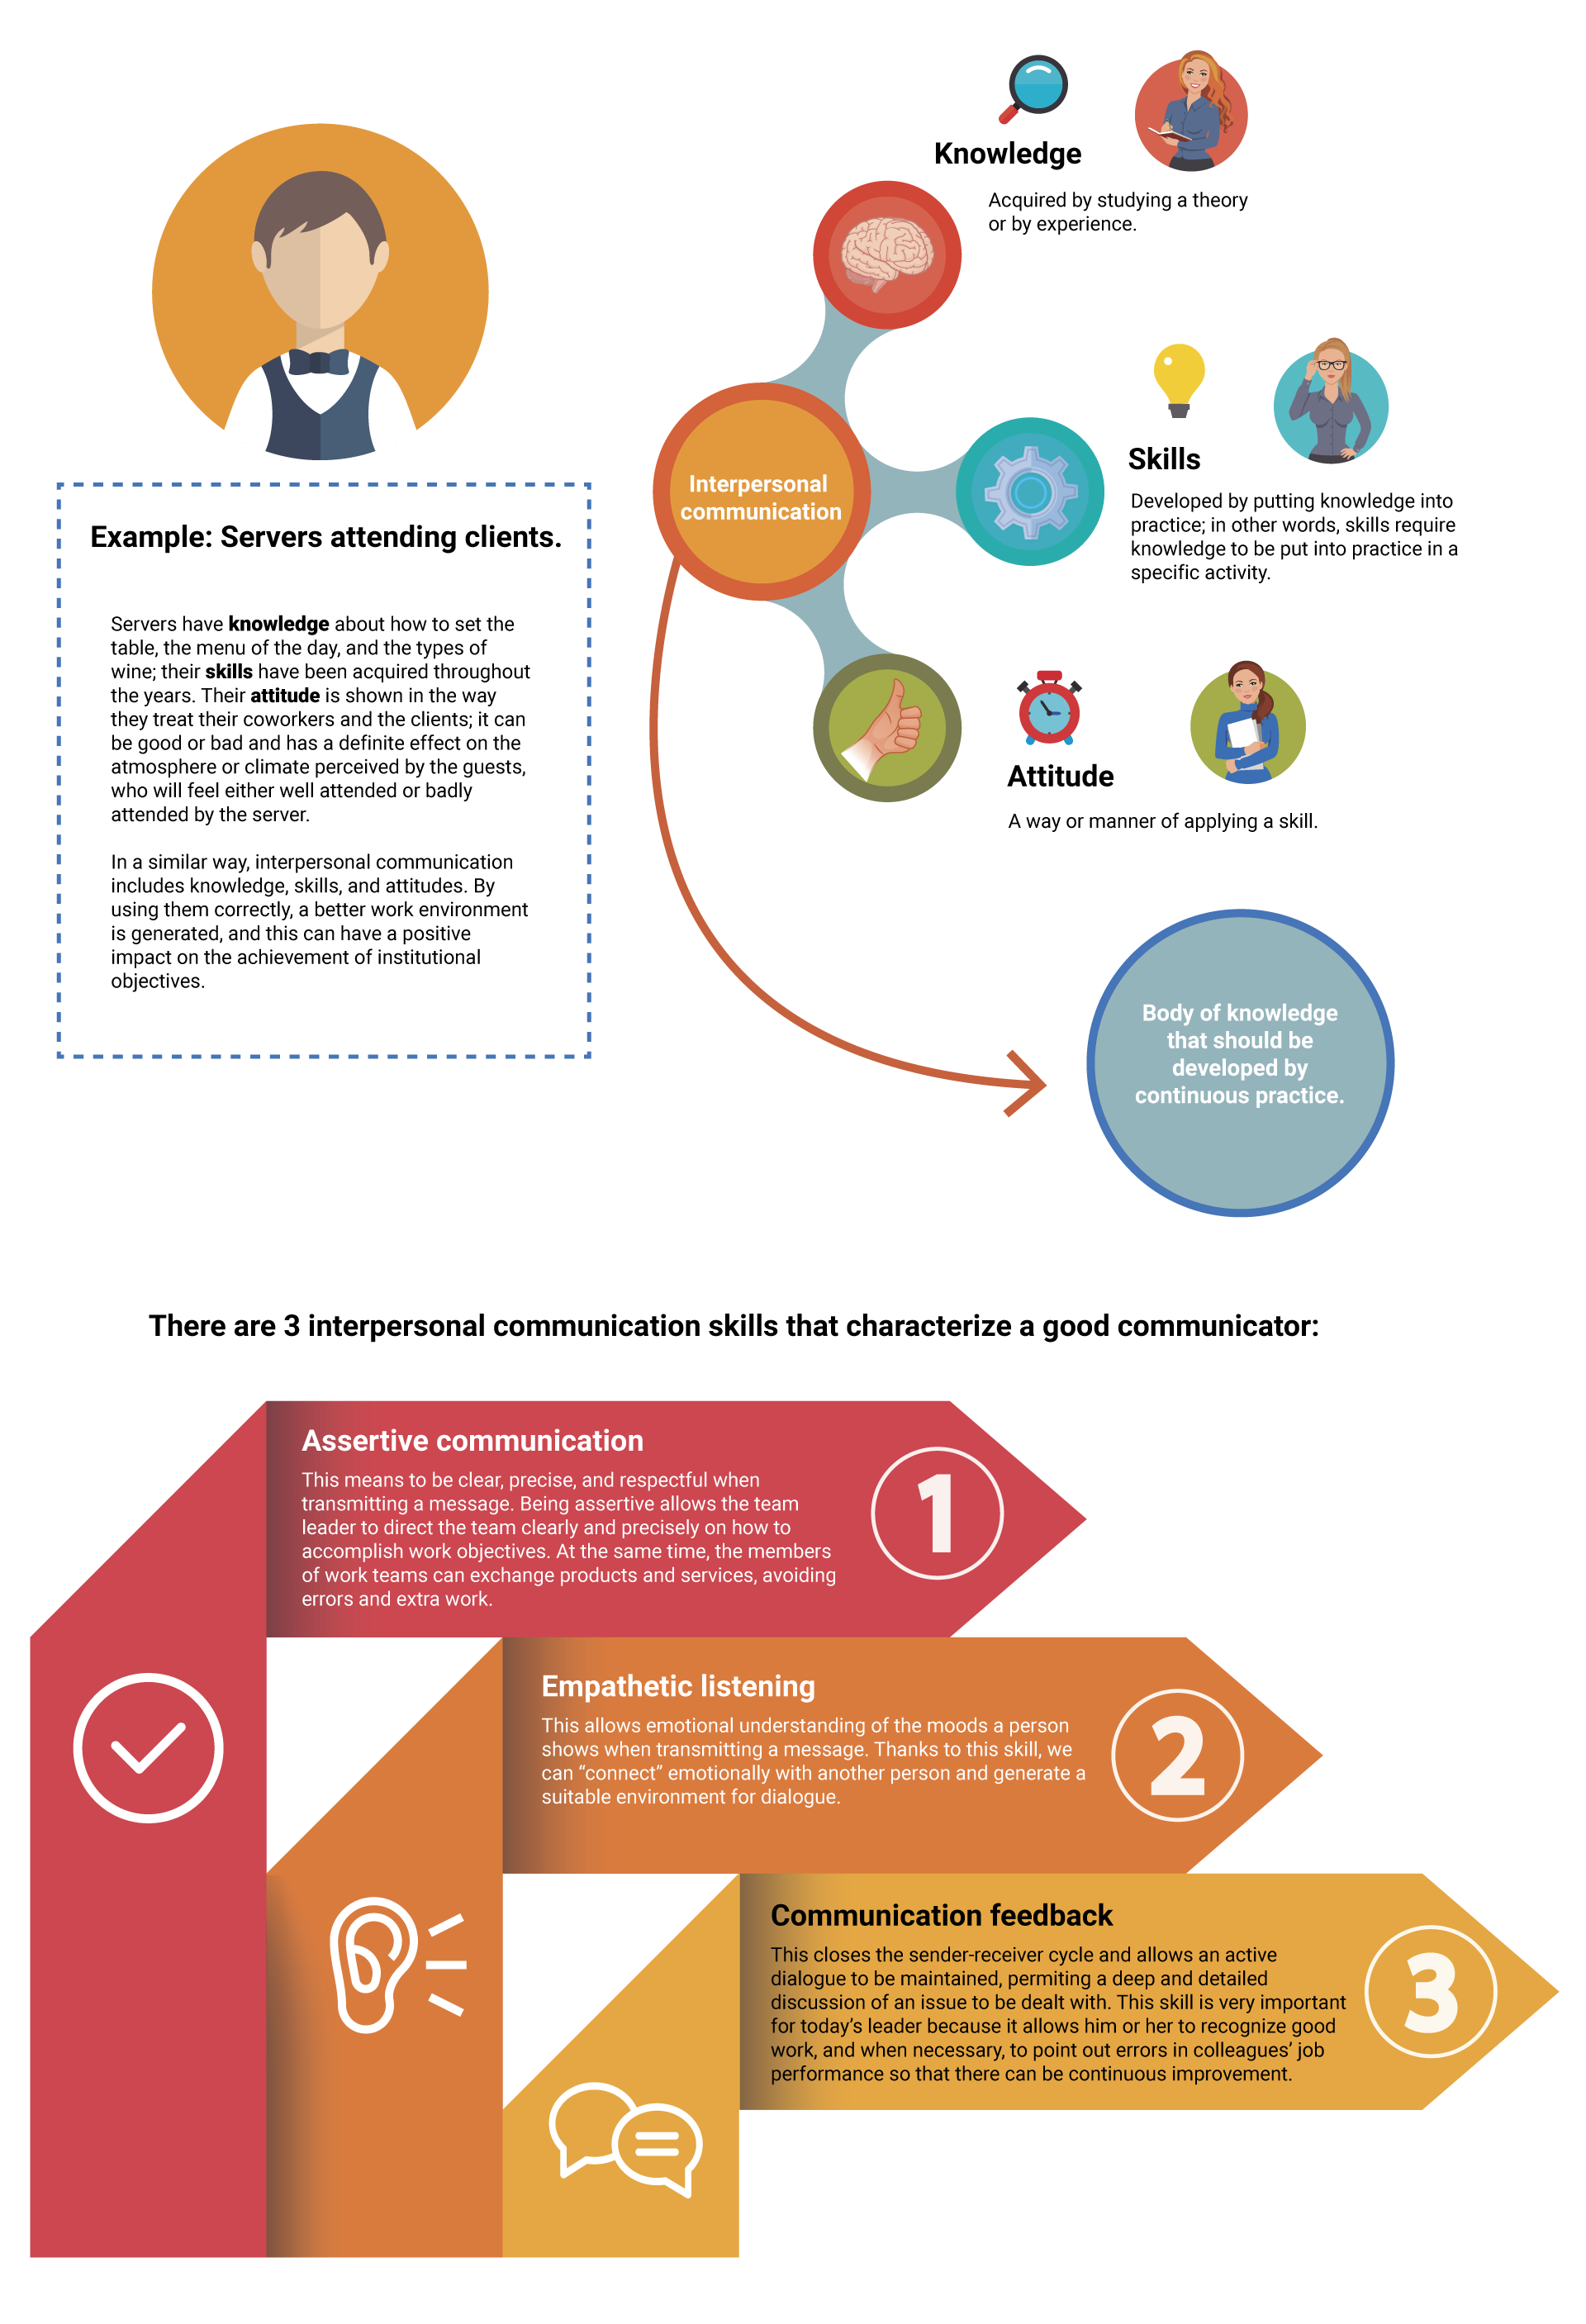 Knowledge
Acquired by studying a theory
or by experience.
Skills
Developed by putting knowledge into
practice; in other words, skills require
knowledge to be put into practice in a
specific activity.
Interpersonal
communication
Attitude
A way or manner of applying a skill.
Body of knowledge
that should be
developed by
continuous practice.
Example: Servers attending clients.
Servers have knowledge about how to set the
table, the menu of the day, and the types of
wine; their skills have been acquired throughout
the years. Their attitude is shown in the way
they treat their coworkers and the clients; it can
be good or bad and has a definite effect on the
atmosphere or climate perceived by the guests,
who will feel either well attended or badly
attended by the server.
In a similar way, interpersonal communication
includes knowledge, skills, and attitudes. By
using them correctly, a better work environment
is generated, and this can have a positive
impact on the achievement of institutional
objectives.
There are 3 interpersonal communication skills that characterize a good communicator:
Assertive communication
This means to be clear, precise, and respectful when
transmitting a message. Being assertive allows the team
leader to direct the team clearly and precisely on how to
accomplish work objectives. At the same time, the members
of work teams can exchange products and services, avoiding
errors and extra work.
1
Empathetic listening
This allows emotional understanding of the moods a person
shows when transmitting a message. Thanks to this skill, we
can “connect” emotionally with another person and generate a
suitable environment for dialogue.
2
Communication feedback
This closes the sender-receiver cycle and allows an active
dialogue to be maintained, permiting a deep and detailed
discussion of an issue to be dealt with. This skill is very important
for today’s leader because it allows him or her to recognize good
work, and when necessary, to point out errors in colleagues’ job
performance so that there can be continuous improvement.
3